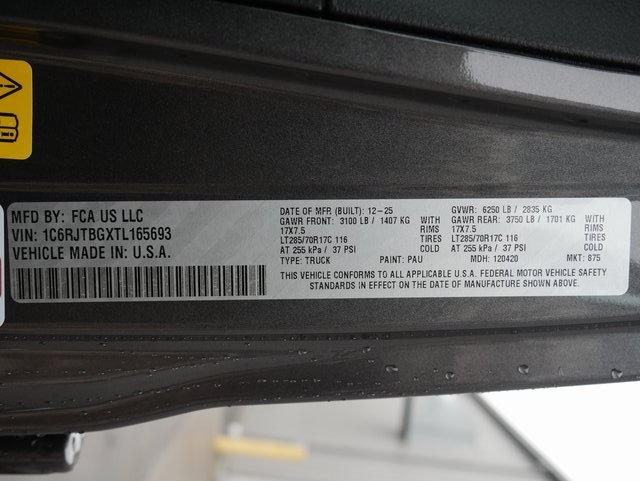 MFD BY: FCA US LLC
VIN: 1C6RJTBGXTL165693
VEHICLE MADE IN: U.S.A.
DATE OF MFR (BUILT): 12-25 GVWR: 6250 LB / 2835 KG
GAWR FRONT: 3100 LB / 1407 KG WITH GAWR REAR: 3750 LB / 1701 KG WITH
17X7.5 RIMS 17X7.5 RIMS
LT285/70R17C 116 TIRES LT285/70R17C 116 TIRES
AT 255 kPa / 37 PSI COLD AT 255 kPa / 37 PSI COLD
TYPE: TRUCK PAINT: PAU MDH: 120420 MKT: 875
THIS VEHICLE CONFORMS TO ALL APPLICABLE U.S.A. FEDERAL MOTOR VEHICLE SAFETY
STANDARDS IN EFFECT ON THE DATE OF MANUFACTURE SHOWN ABOVE.